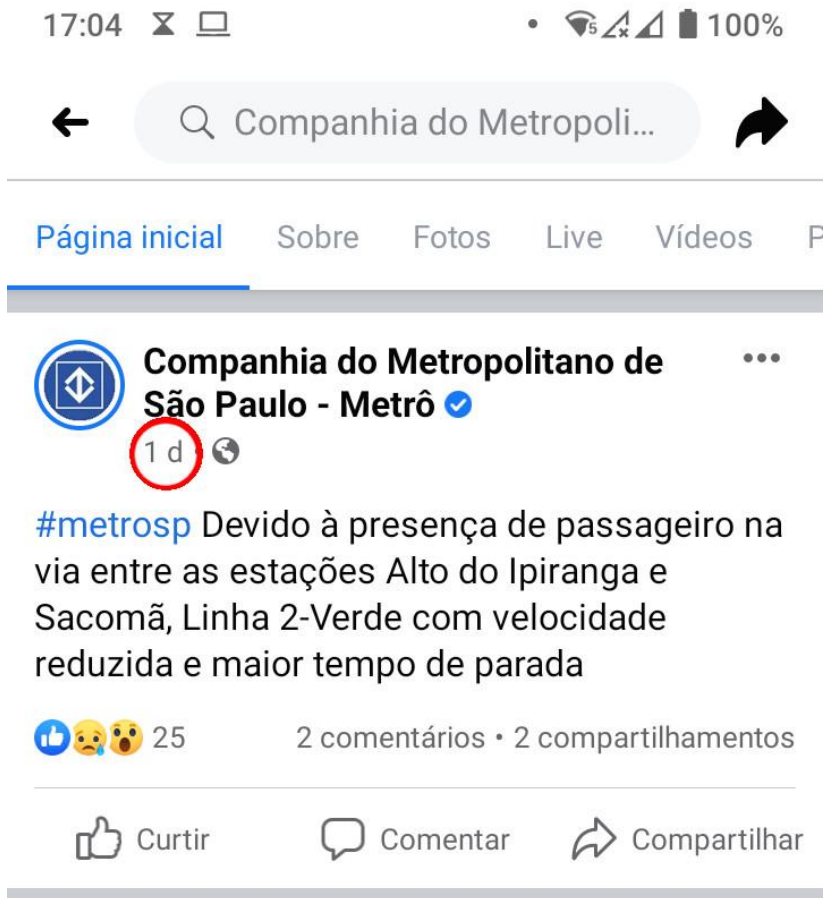 17:04 5 100%
Companhia do Metropoli...
Página inicial Sobre Fotos Live Vídeos P
Companhia do Metropolitano de
São Paulo - Metrô
1 d
#metrosp Devido à presença de passageiro na
via entre as estações Alto do Ipiranga e
Sacomã, Linha 2-Verde com velocidade
reduzida e maior tempo de parada
25 2 comentários • 2 compartilhamentos
Curtir Comentar Compartilhar